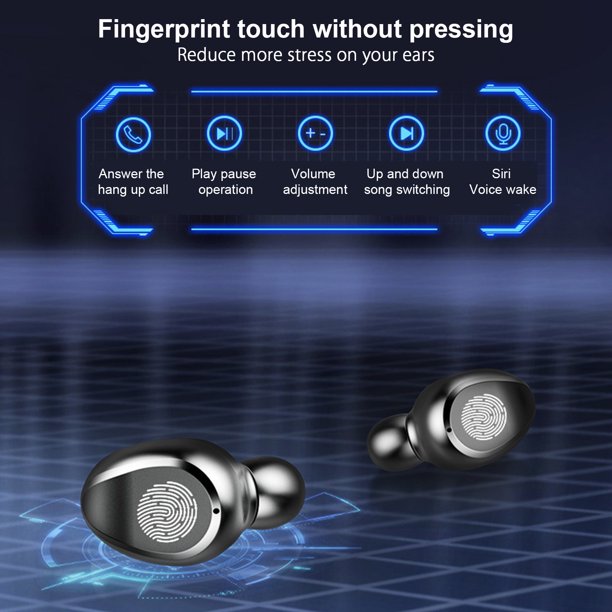 Fingerprint touch without pressing
Reduce more stress on your ears
Answer the
hang up call
Play pause
operation
Volume
adjustment
Up and down
song switching
Siri
Voice wake